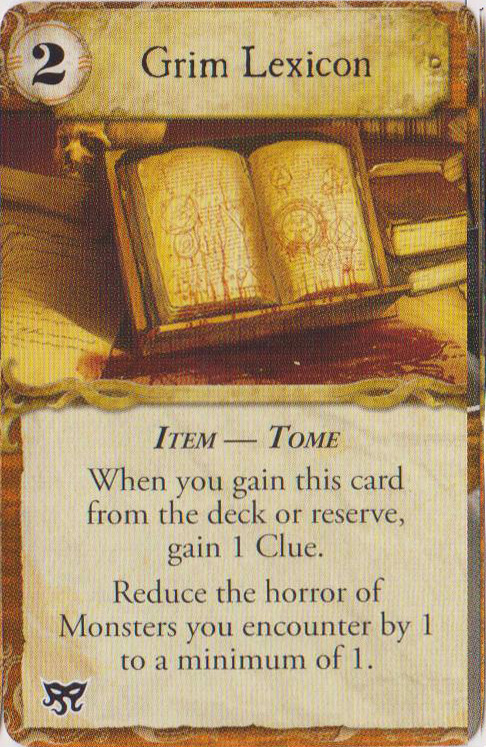 2
Grim Lexicon
Item — Tome
When you gain this card
from the deck or reserve,
gain 1 Clue.
Reduce the horror of
Monsters you encounter by 1
to a minimum of 1.